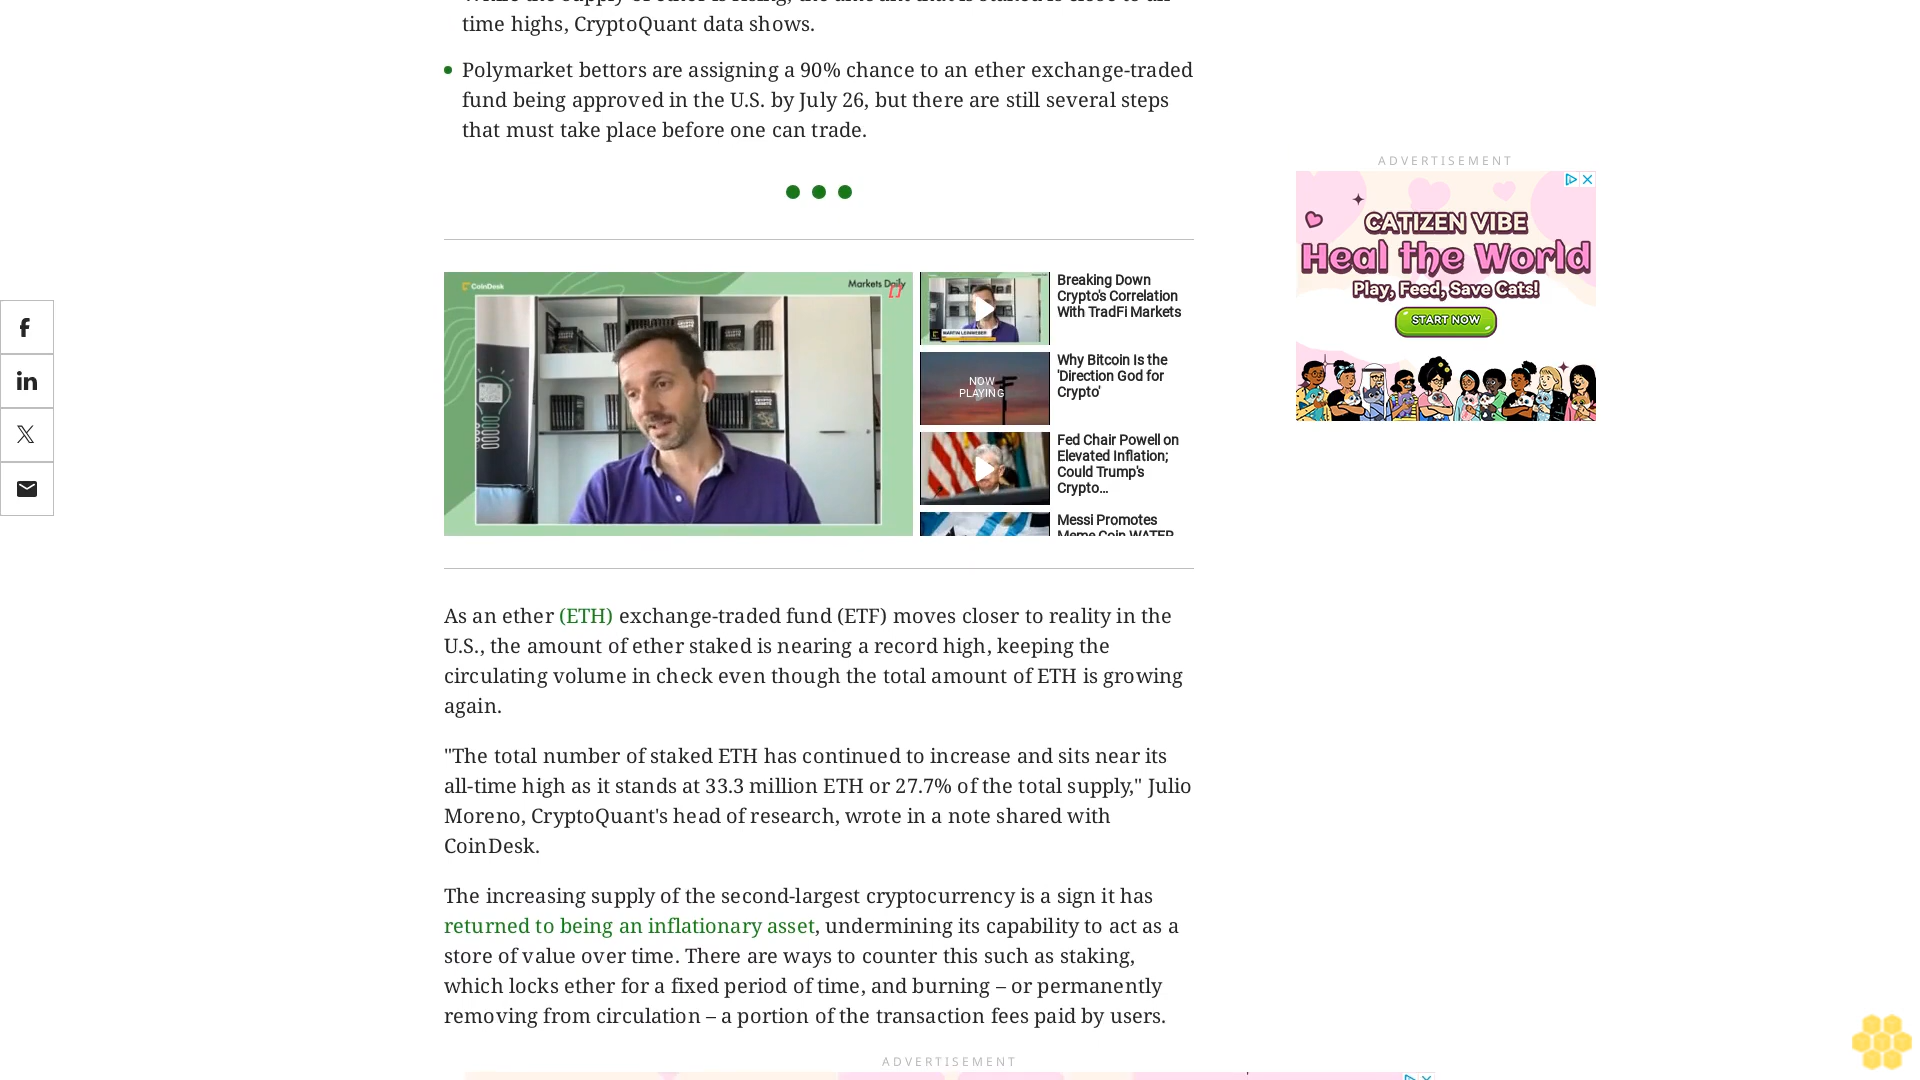 time highs, CryptoQuant data shows.
Polymarket bettors are assigning a 90% chance to an ether exchange-traded
fund being approved in the U.S. by July 26, but there are still several steps
that must take place before one can trade.
ADVERTISEMENT
CATIZEN VIBE
Heal the World
Play, Feed, Save Cats!
START NOW
CoinDesk
Markets Daily
Breaking Down
Crypto's Correlation
With TradFi Markets
NOW
PLAYING
Why Bitcoin Is the
'Direction God for
Crypto'
Fed Chair Powell on
Elevated Inflation;
Could Trump's
Crypto...
Messi Promotes
Meme Coin WATER
As an ether (ETH) exchange-traded fund (ETF) moves closer to reality in the
U.S., the amount of ether staked is nearing a record high, keeping the
circulating volume in check even though the total amount of ETH is growing
again.
"The total number of staked ETH has continued to increase and sits near its
all-time high as it stands at 33.3 million ETH or 27.7% of the total supply," Julio
Moreno, CryptoQuant's head of research, wrote in a note shared with
CoinDesk.
The increasing supply of the second-largest cryptocurrency is a sign it has
returned to being an inflationary asset, undermining its capability to act as a
store of value over time. There are ways to counter this such as staking,
which locks ether for a fixed period of time, and burning – or permanently
removing from circulation – a portion of the transaction fees paid by users.
ADVERTISEMENT